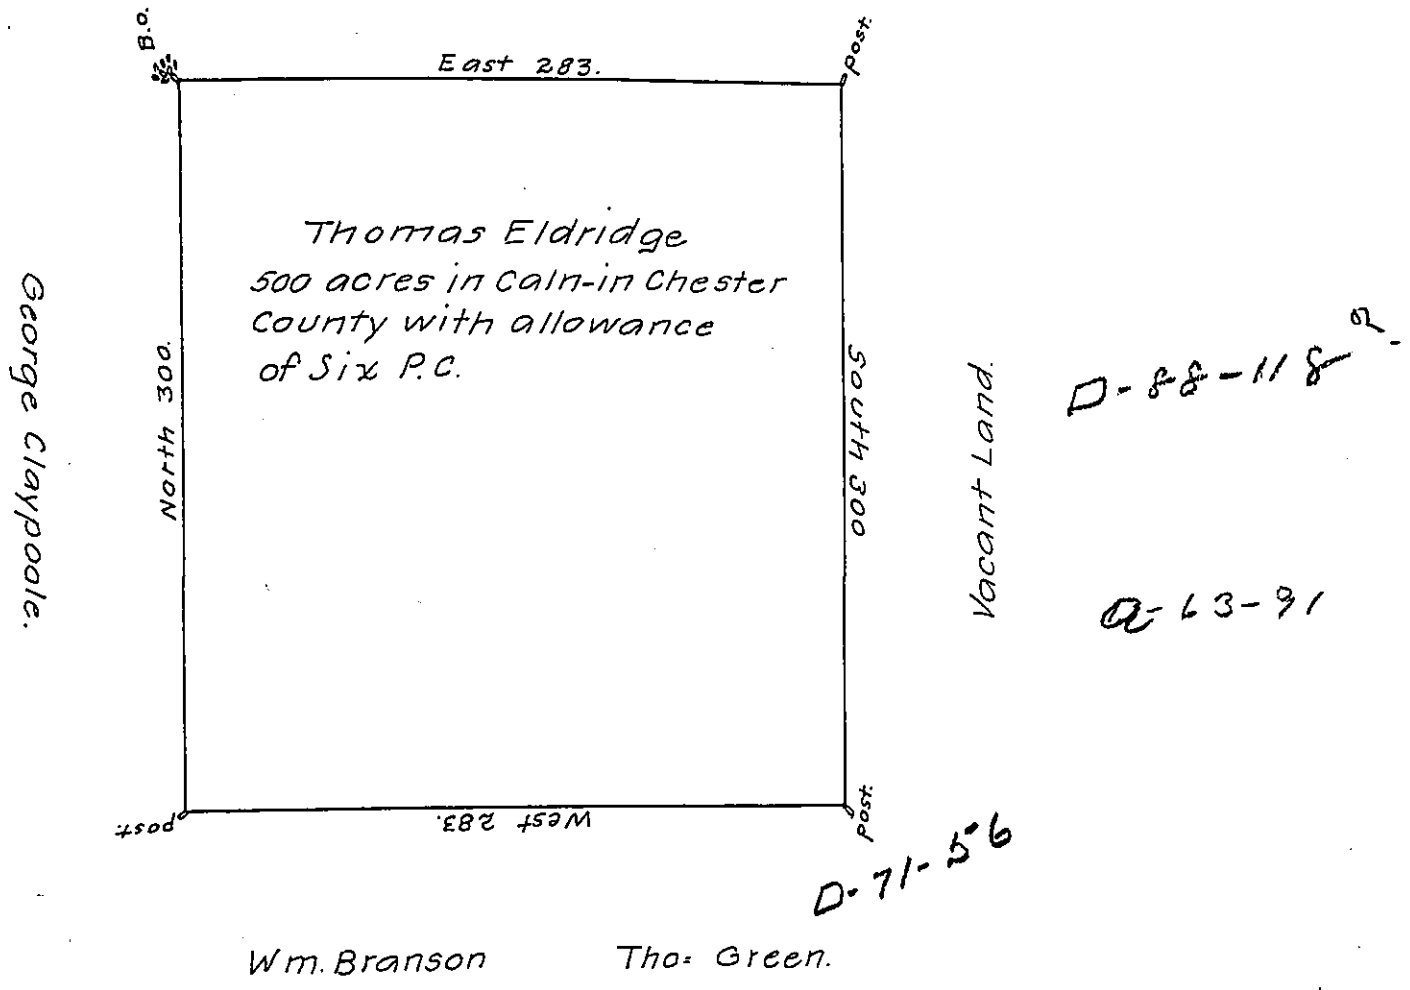 B.O.
East 283.
post.
Thomas Eldridge
500 acres in Caln-in Chester
County with allowance
of Six P.C.
George Claypoole.
North 300.
South 300
Vacant Land.
D-88-118
?
A-63-91
post.
West 283.
post.
D-71-56
Wm. Branson Tho: Green.